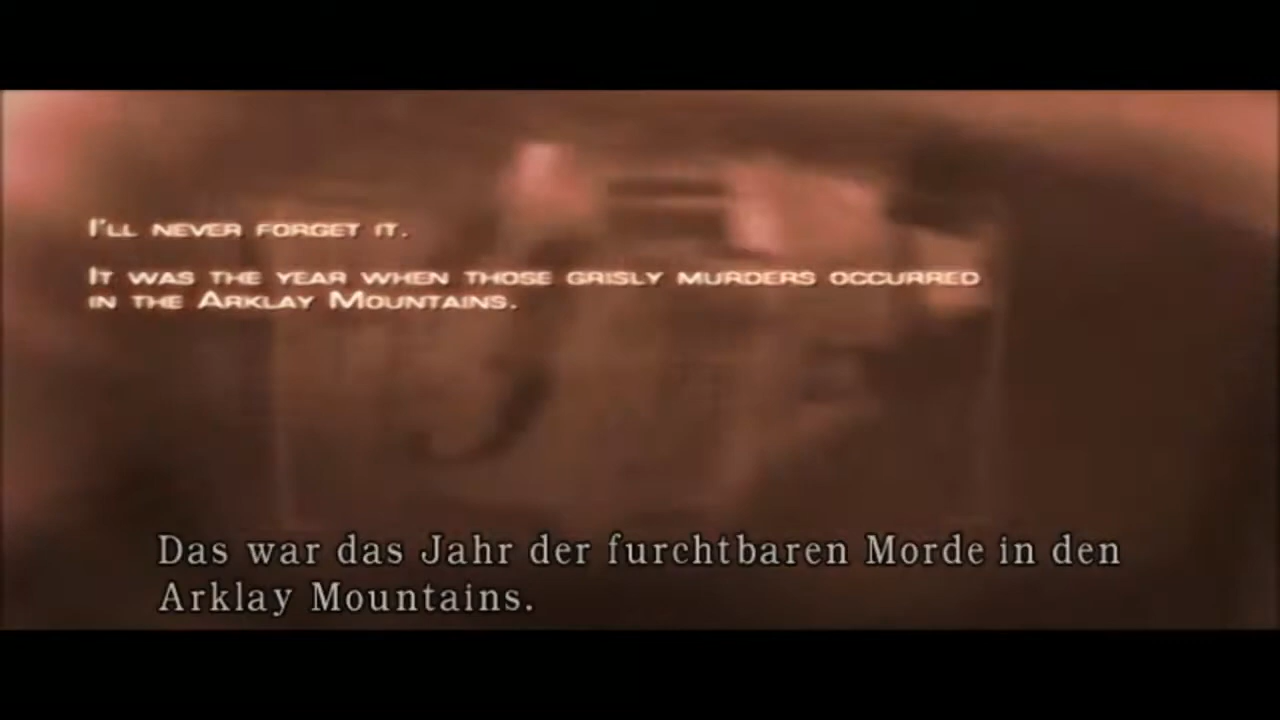 I'LL NEVER FORGET IT.
IT WAS THE YEAR WHEN THOSE GRISLY MURDERS OCCURRED
IN THE ARKLAY MOUNTAINS.
Das war das Jahr der furchtbaren Morde in den
Arklay Mountains.